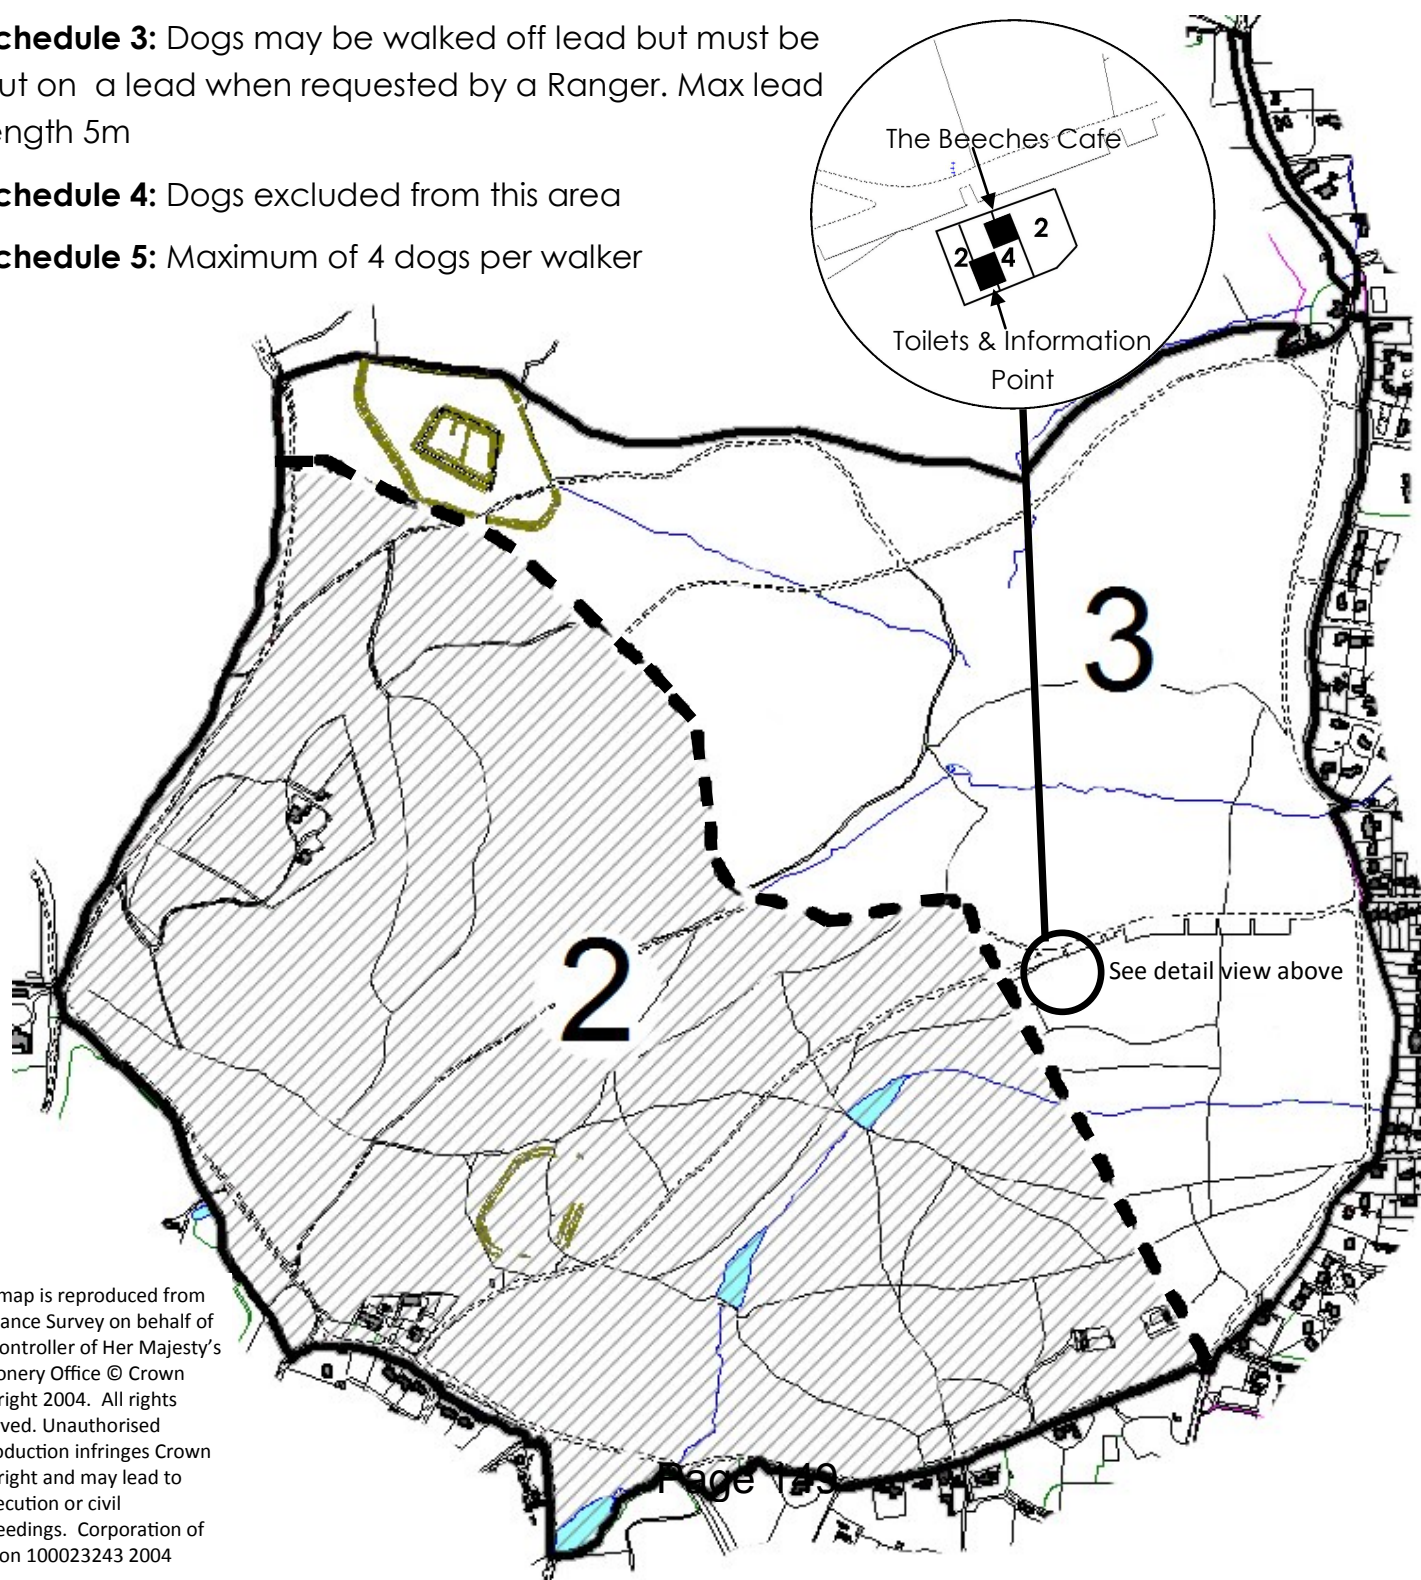 chedule 3: Dogs may be walked off lead but must be
ut on a lead when requested by a Ranger. Max lead
ength 5m
chedule 4: Dogs excluded from this area
chedule 5: Maximum of 4 dogs per walker
The Beeches Cafe
2
2
4
Toilets & Information
Point
3
2
See detail view above
map is reproduced from
ance Survey on behalf of
ontroller of Her Majesty's
onery Office © Crown
right 2004. All rights
ved. Unauthorised
oduction infringes Crown
right and may lead to
ecution or civil
eedings. Corporation of
on 100023243 2004
Page 149